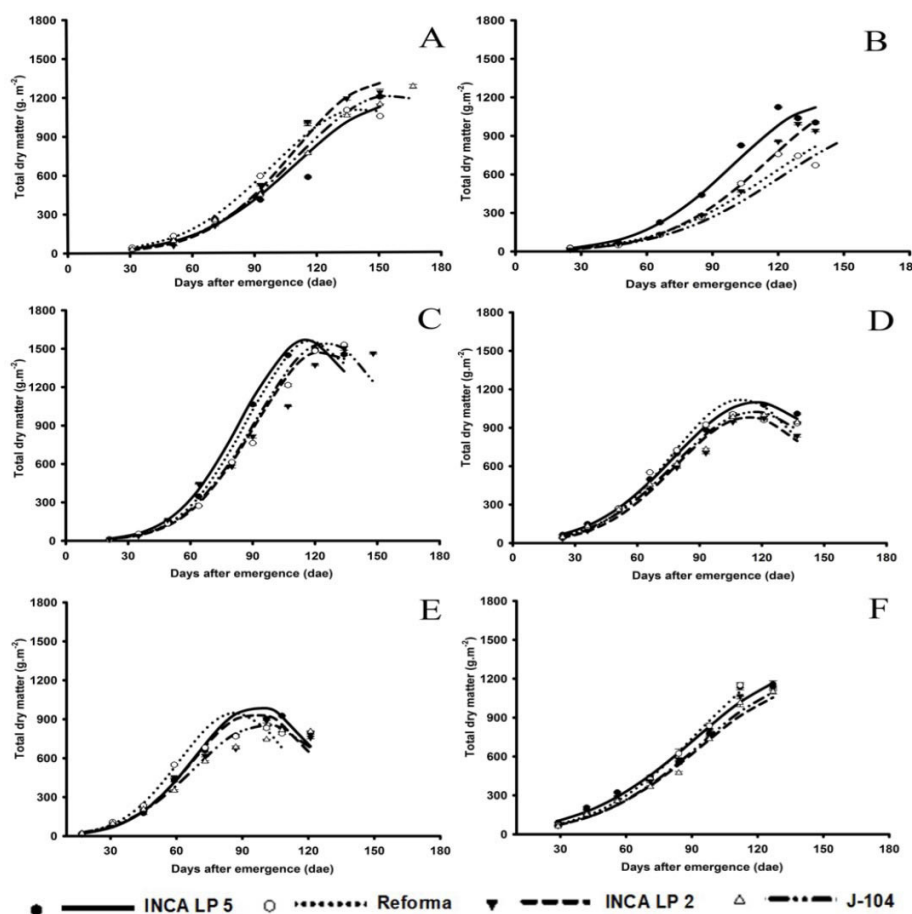 1800
1500
1200
900
600
300
0
Total dry matter (g. m⁻²)
A
0 30 60 90 120 150 180
Days after emergence (dae)
1800
1500
1200
900
600
300
0
Total dry matter (g.m⁻²)
B
0 30 60 90 120 150 18
Days after emergence (dae)
1800
1500
1200
900
600
300
0
Total dry matter (g.m⁻²)
C
0 30 60 90 120 150 180
Days after emergence (dae)
1800
1500
1200
900
600
300
0
Total dry matter (g.m⁻²)
D
0 30 60 90 120 150 180
Days after emergence (dae)
1800
1500
1200
900
600
300
0
Total dry matter (g.m⁻²)
E
30 60 90 120 150 180
Days after emergence (dae)
1800
1500
1200
900
600
300
0
Total dry matter (g.m⁻²)
F
30 60 90 120 150 180
Days after emergence (dae)
INCA LP 5 Reforma INCA LP 2 J-104